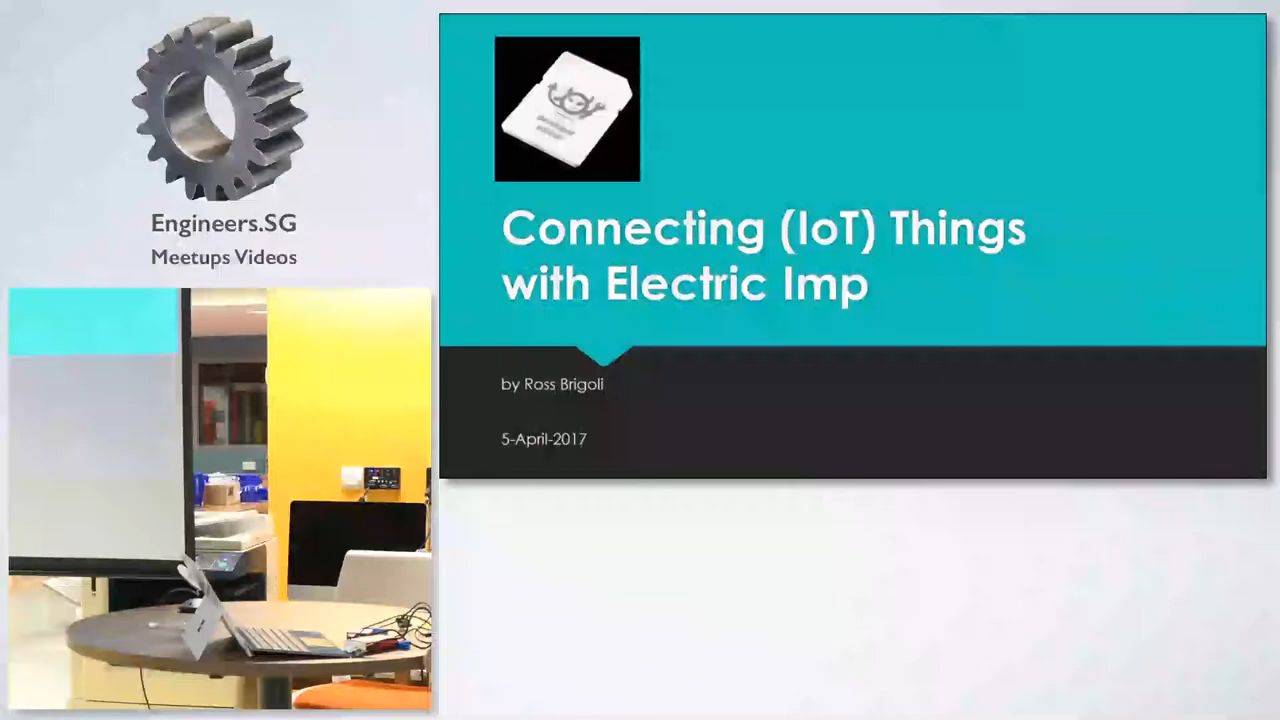 Engineers.SG
Meetups Videos
Connecting (IoT) Things
with Electric Imp
by Ross Brigoli
5-April-2017